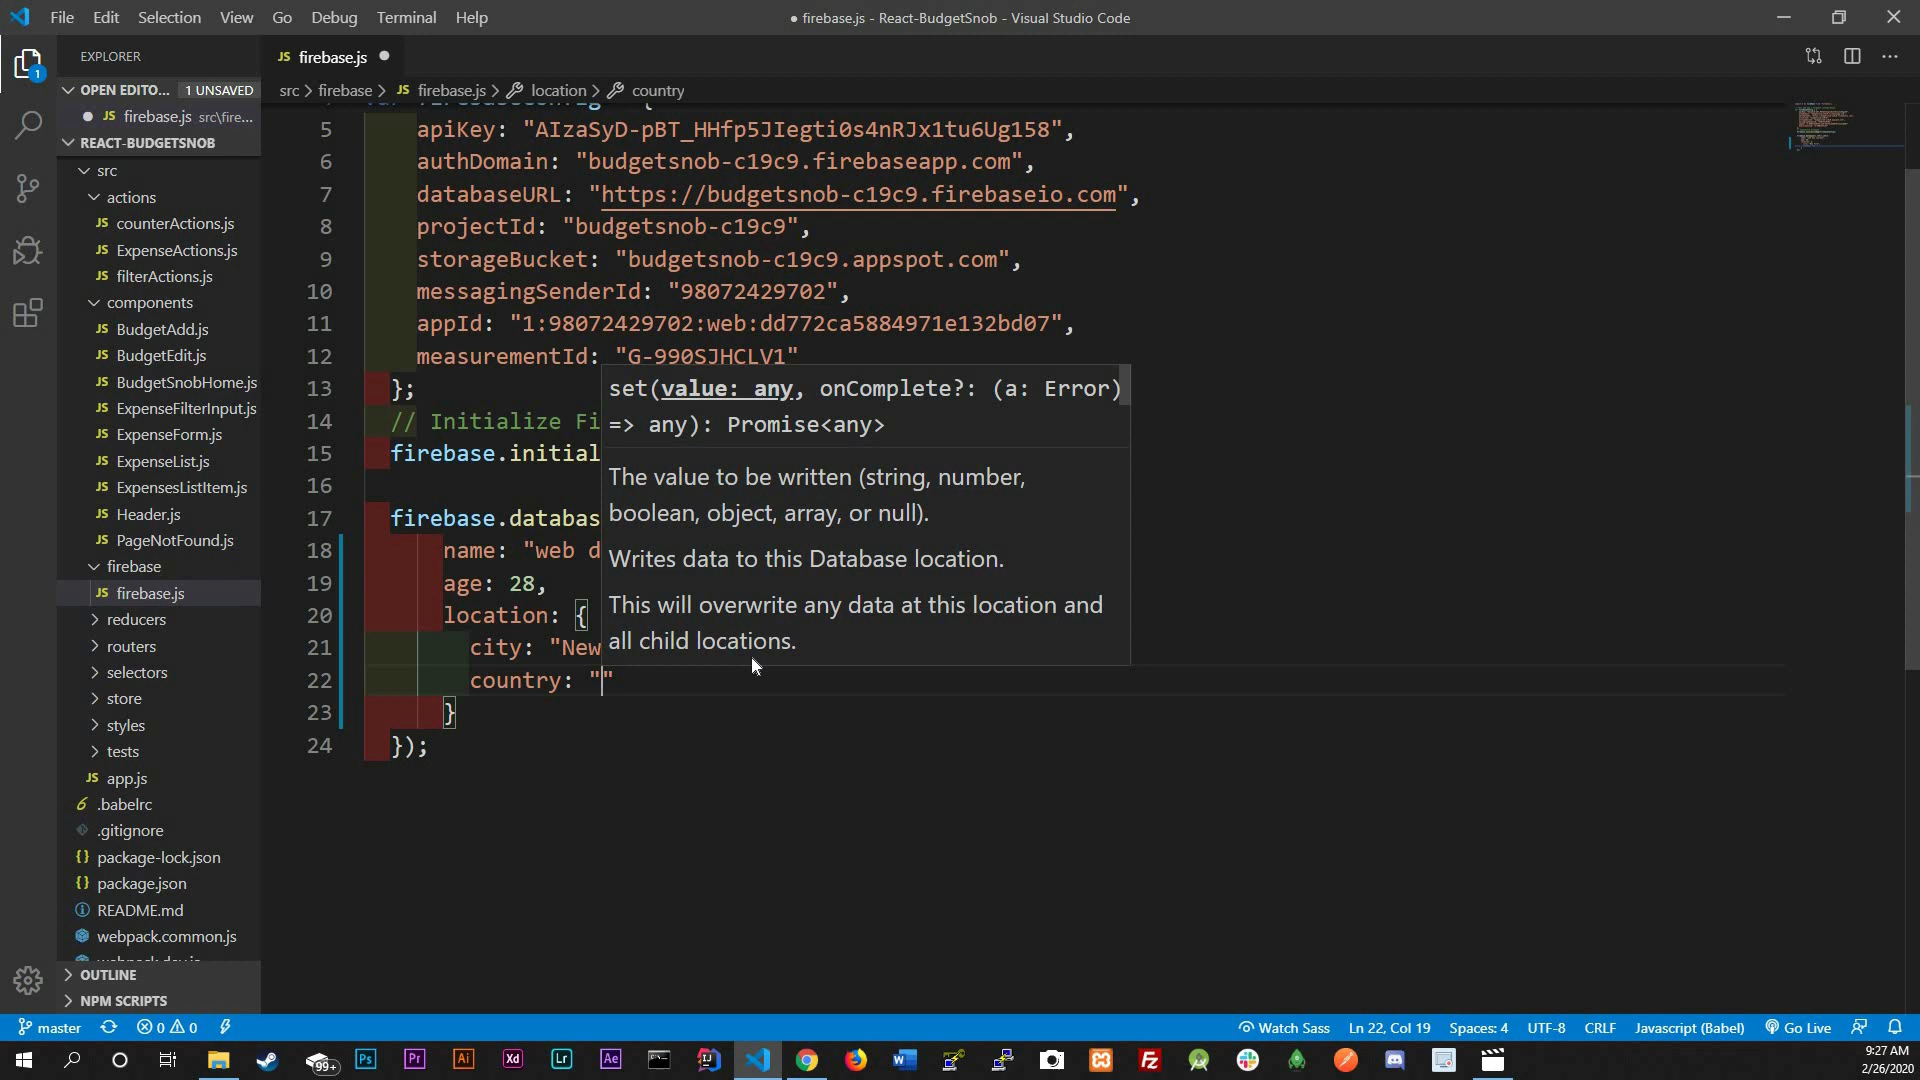 File Edit Selection View Go Debug Terminal Help
● firebase.js - React-BudgetSnob - Visual Studio Code
EXPLORER
JS firebase.js ●
OPEN EDITO... 1 UNSAVED
src > firebase > JS firebase.js > location > country
● JS firebase.js src\fire...
REACT-BUDGETSNOB
src
actions
JS counterActions.js
JS ExpenseActions.js
JS filterActions.js
components
JS BudgetAdd.js
JS BudgetEdit.js
JS BudgetSnobHome.js
JS ExpenseFilterInput.js
JS ExpenseForm.js
JS ExpenseList.js
JS ExpensesListItem.js
JS Header.js
JS PageNotFound.js
firebase
JS firebase.js
reducers
routers
selectors
store
styles
tests
JS app.js
.babelrc
.gitignore
{} package-lock.json
{} package.json
README.md
webpack.common.js
OUTLINE
NPM SCRIPTS
5 apiKey: "AIzaSyD-pBT_HHfp5JIegti0s4nRJx1tu6Ug158",
6 authDomain: "budgetsnob-c19c9.firebaseapp.com",
7 databaseURL: "https://budgetsnob-c19c9.firebaseio.com",
8 projectId: "budgetsnob-c19c9",
9 storageBucket: "budgetsnob-c19c9.appspot.com",
10 messagingSenderId: "98072429702",
11 appId: "1:98072429702:web:dd772ca5884971e132bd07",
12 measurementId: "G-990SJHCLV1"
13 };
14 // Initialize Fi
15 firebase.initial
16
17 firebase.databas
18 name: "web d
19 age: 28,
20 location: {
21 city: "New
22 country: ""
23 }
24 });
set(value: any, onComplete?: (a: Error)
=> any): Promise<any>
The value to be written (string, number,
boolean, object, array, or null).
Writes data to this Database location.
This will overwrite any data at this location and
all child locations.
master 0 0 Watch Sass Ln 22, Col 19 Spaces: 4 UTF-8 CRLF Javascript (Babel) Go Live
99+ Ps Pr Ai Xd Lr Ae
9:27 AM
2/26/2020